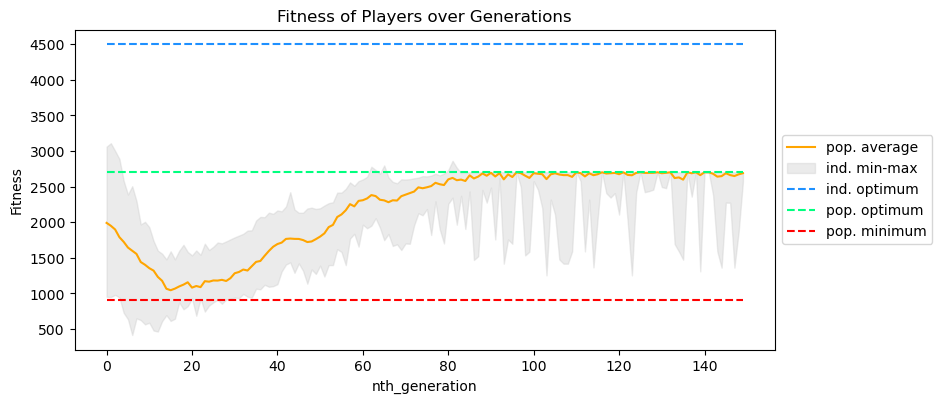 Fitness of Players over Generations
Fitness
4500
4000
3500
3000
2500
2000
1500
1000
500
0
20
40
60
80
100
120
140
nth_generation
pop. average
ind. min-max
ind. optimum
pop. optimum
pop. minimum